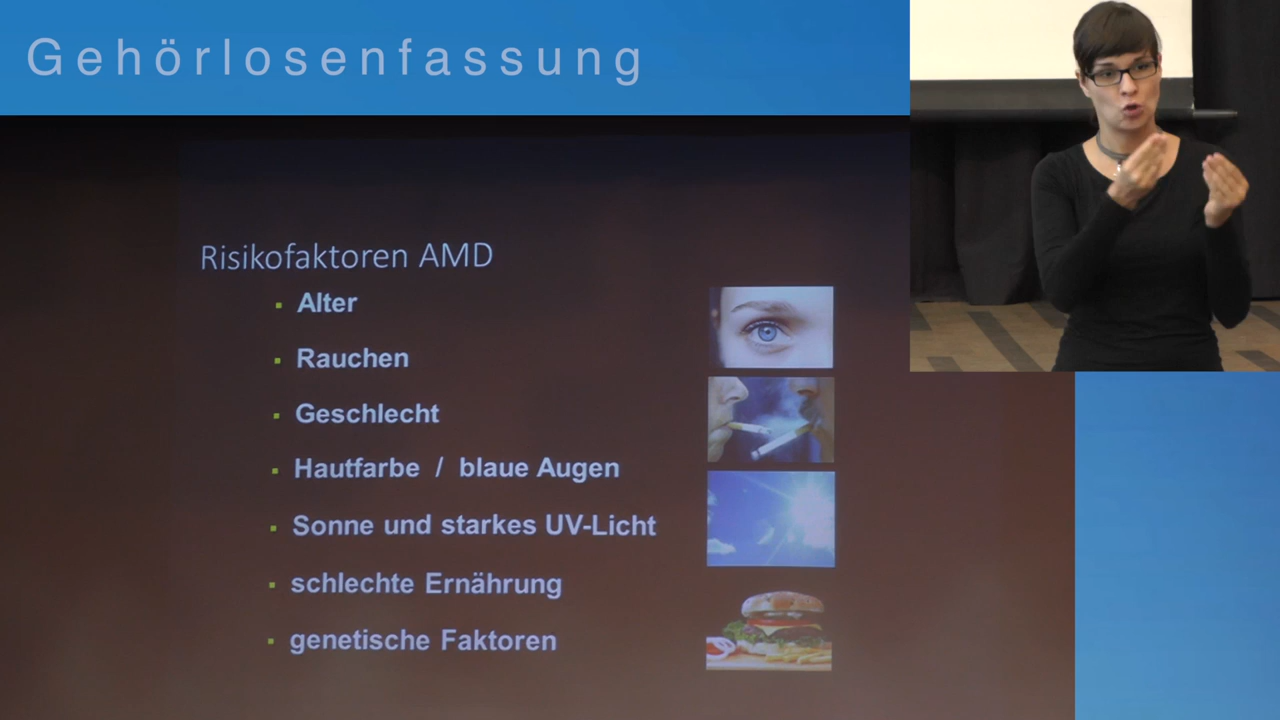 Gehörlosenfassung
Risikofaktoren AMD
Alter
Rauchen
Geschlecht
Hautfarbe / blaue Augen
Sonne und starkes UV-Licht
schlechte Ernährung
genetische Faktoren